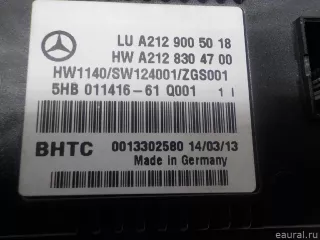 LU A212 900 50 18
HW A212 830 47 00
HW1140/SW124001/ZGS001
5HB 011416-61 Q001 1 I
BHTC 0013302580 14/03/13
Made in Germany
eaural.ru